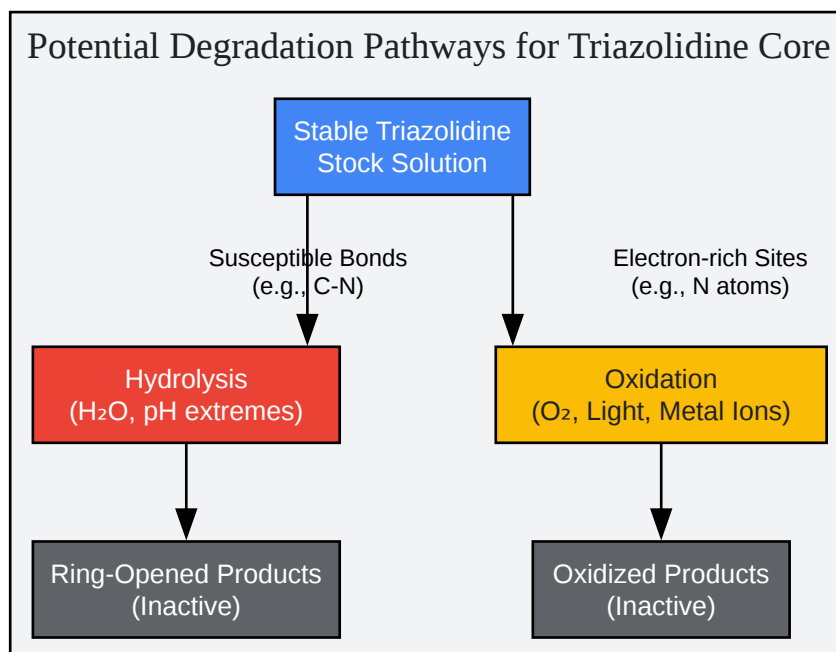 Potential Degradation Pathways for Triazolidine Core
Stable Triazolidine
Stock Solution
Susceptible Bonds
(e.g., C-N)
Electron-rich Sites
(e.g., N atoms)
Hydrolysis
(H₂O, pH extremes)
Oxidation
(O₂, Light, Metal Ions)
Ring-Opened Products
(Inactive)
Oxidized Products
(Inactive)